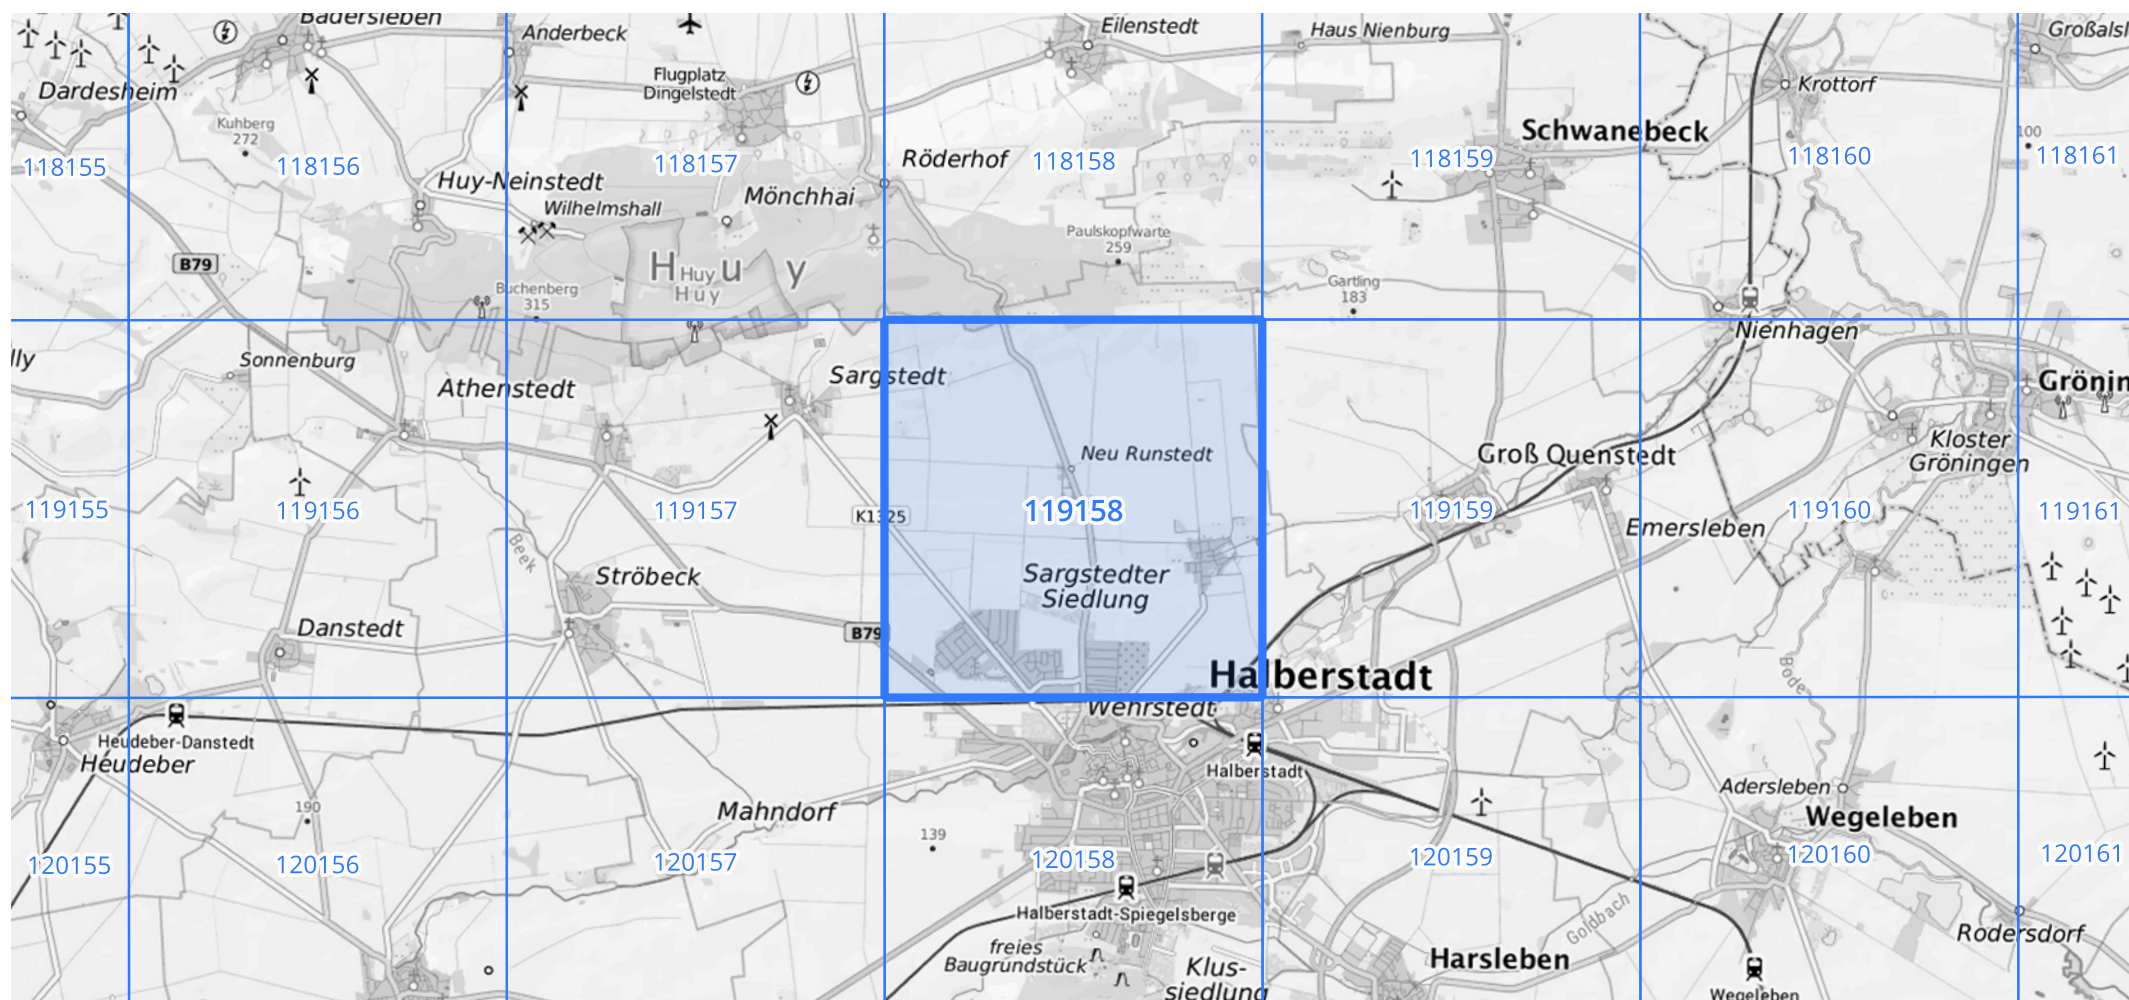 Badersleben
Anderbeck
Eilenstedt
Haus Nienburg
Großalsl
Dardesheim
Flugplatz
Dingelstedt
Krottorf
Kuhberg
272
Schwanebeck
100
118155
118156
118157
Röderhof
118158
118159
118160
118161
Huy-Neinstedt
Mönchhai
Wilhelmshall
Paulskopfwarte
259
B79
H u y
Huy
Huy
Buchenberg
315
Gartling
183
Nienhagen
lly
Sonnenburg
Athenstedt
Sargstedt
Grönin
Neu Runstedt
Groß Quenstedt
Kloster
Gröningen
119155
119156
119157
K1325
119158
119159
119160
119161
Emersleben
Beek
Ströbeck
Sargstedter
Siedlung
Danstedt
B79
Halberstadt
Bode
Wehrstedt
Heudeber-Danstedt
Heudeber
Halberstadt
Adersleben
190
Mahndorf
139
Wegeleben
120155
120156
120157
120158
120159
120160
120161
Halberstadt-Spiegelsberge
Goldbach
Rodersdorf
freies
Baugrundstück
Klus-
siedlung
Harsleben
Wegeleben